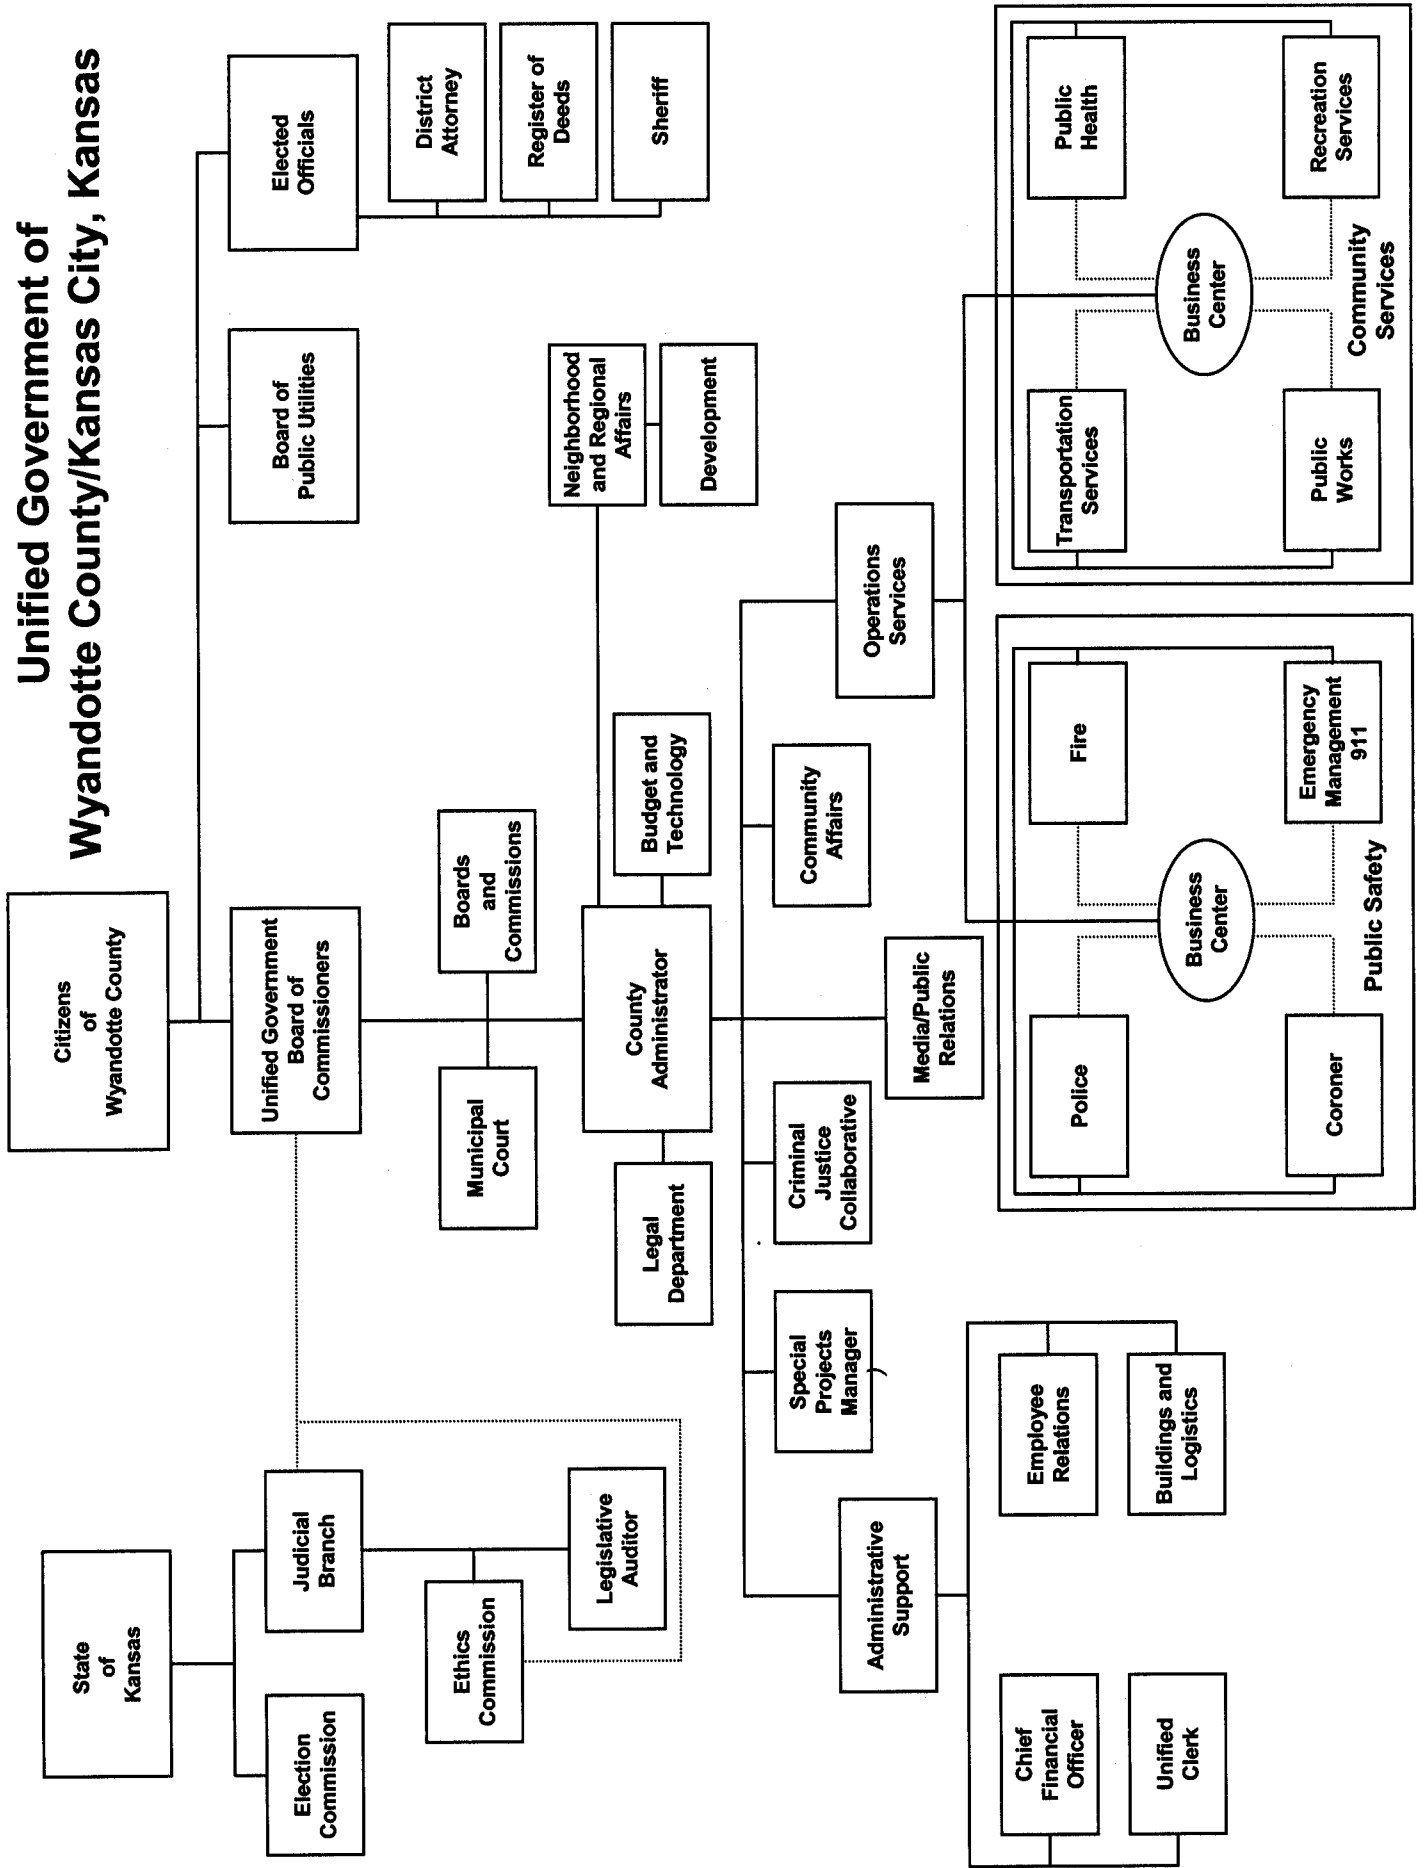 Unified Government of
Wyandotte County/Kansas City, Kansas
State
of
Kansas
Citizens
of
Wyandotte County
Election
Commission
Judicial
Branch
Unified Government
Board of
Commissioners
Board of
Public Utilities
Elected
Officials
District
Attorney
Register of
Deeds
Sheriff
Ethics
Commission
Legislative
Auditor
Municipal
Court
Boards
and
Commissions
Legal
Department
County
Administrator
Budget and
Technology
Neighborhood
and Regional
Affairs
Development
Administrative
Support
Special
Projects
Manager
Criminal
Justice
Collaborative
Media/Public
Relations
Community
Affairs
Operations
Services
Chief
Financial
Officer
Employee
Relations
Unified
Clerk
Buildings and
Logistics
Police
Fire
Business
Center
Coroner
Emergency
Management
911
Public Safety
Transportation
Services
Public
Health
Business
Center
Public
Works
Recreation
Services
Community
Services